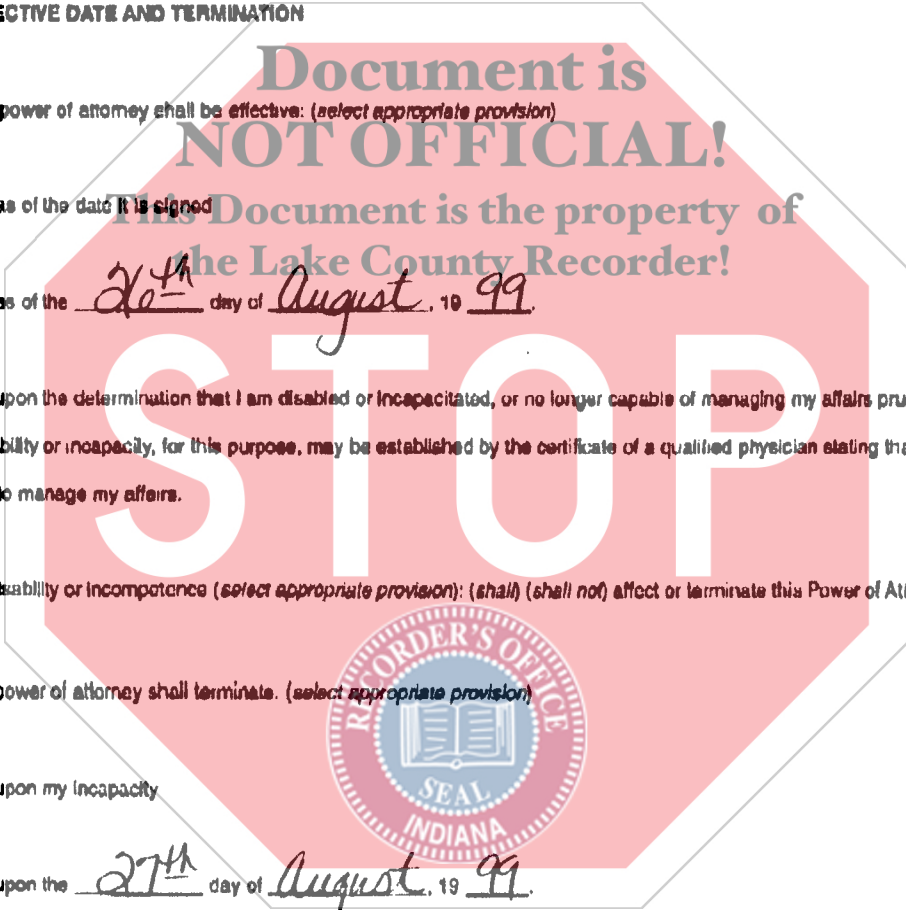 ECTIVE DATE AND TERMINATION
Document is
power of attorney shall be effective: (select appropriate provision)
NOT OFFICIAL!
as of the date it is signed
This Document is the property of
the Lake County Recorder!
as of the 26th day of August, 19 99.
STOP
upon the determination that I am disabled or incapacitated, or no longer capable of managing my affairs pru
bility or incapacity, for this purpose, may be established by the certificate of a qualified physician stating tha
to manage my affairs.
sability or incompetence (select appropriate provision): (shall) (shall not) affect or terminate this Power of At
power of attorney shall terminate. (select appropriate provision)
RECORDER'S OFFICE
SEAL
INDIANA
upon my incapacity
upon the 27th day of August, 19 99.